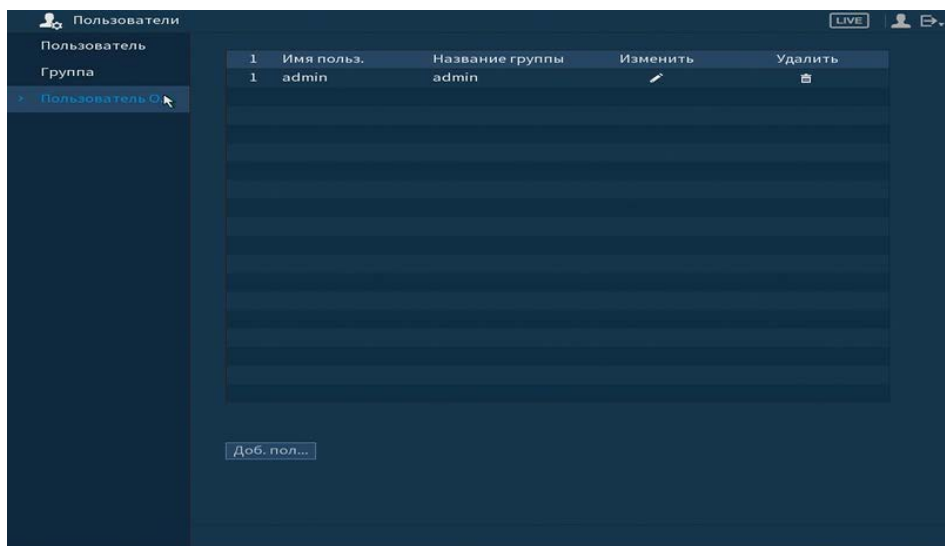 Пользователи LIVE
Пользователь
Группа
Пользователь
1 Имя польз. Название группы Изменить Удалить
1 admin admin
Доб. пол...